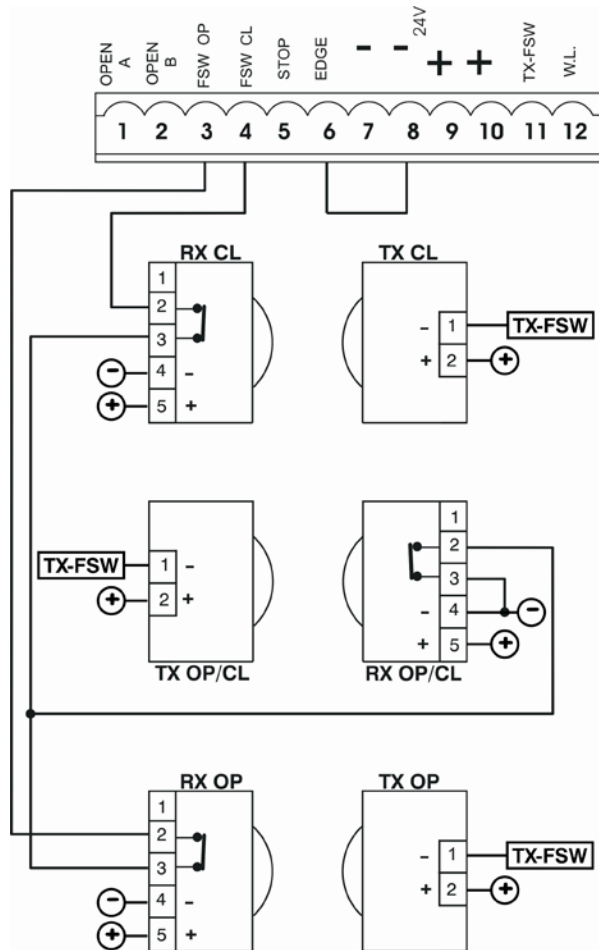 OPEN A
OPEN B
FSW OP
FSW CL
STOP
EDGE
-
-
24V
+
+
TX-FSW
W.L.
1 2 3 4 5 6 7 8 9 10 11 12
RX CL
1
2
3
- 4 -
+ 5 +
TX CL
- 1 TX-FSW
+ 2 +
TX-FSW 1 -
+ 2 +
TX OP/CL
1
2
3
- 4 -
+ 5 +
RX OP/CL
RX OP
1
2
3
- 4 -
+ 5 +
TX OP
- 1 TX-FSW
+ 2 +